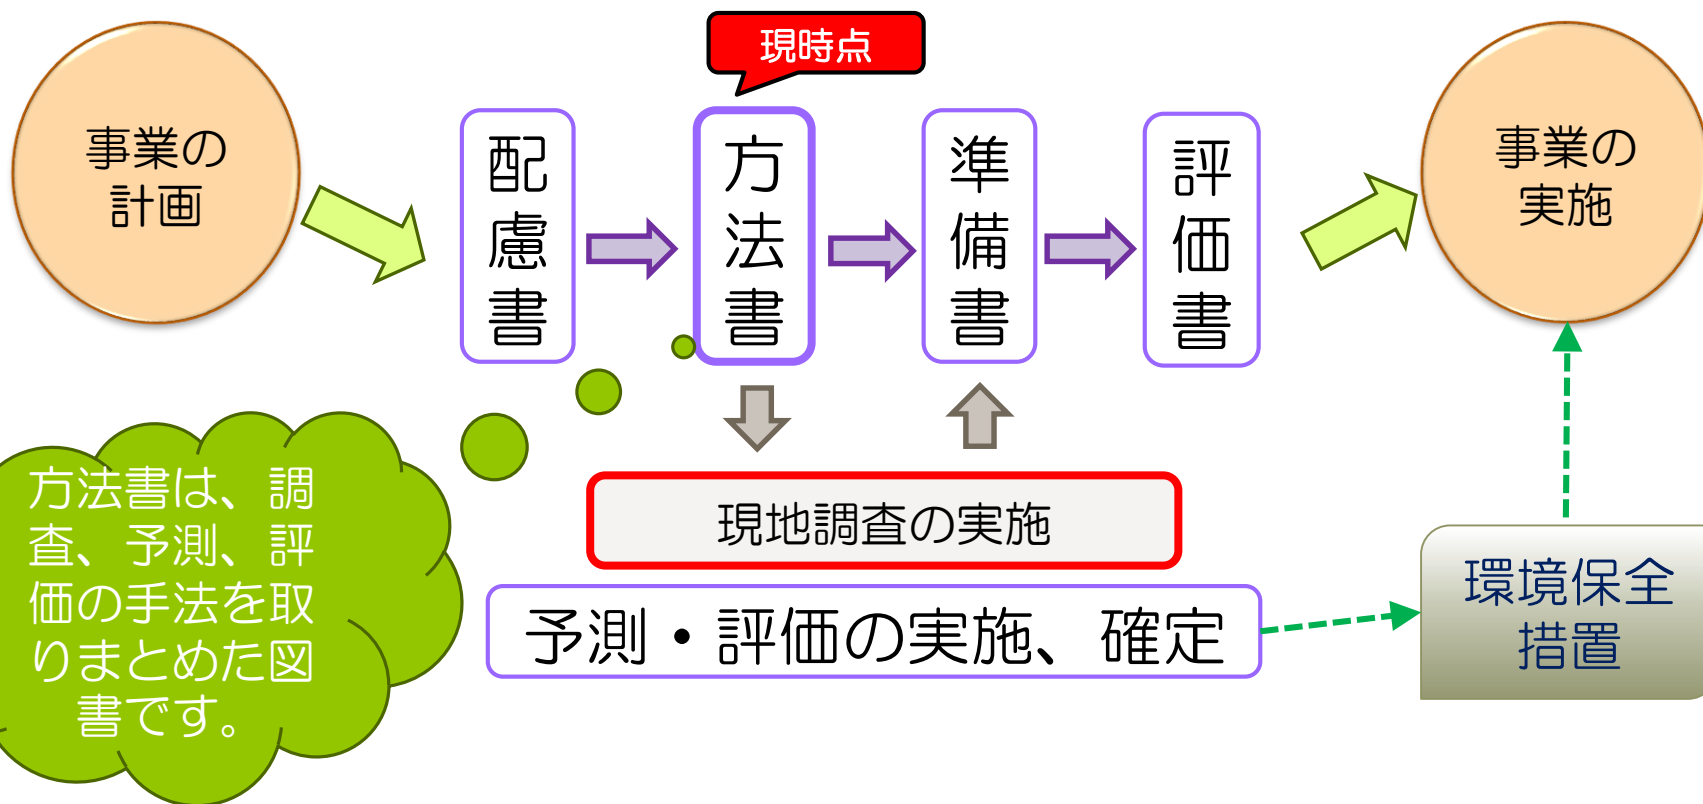 現時点
事業の
計画
配慮書
方法書
準備書
評価書
事業の
実施
方法書は、調
査、予測、評
価の手法を取
りまとめた図
書です。
現地調査の実施
予測・評価の実施、確定
環境保全
措置